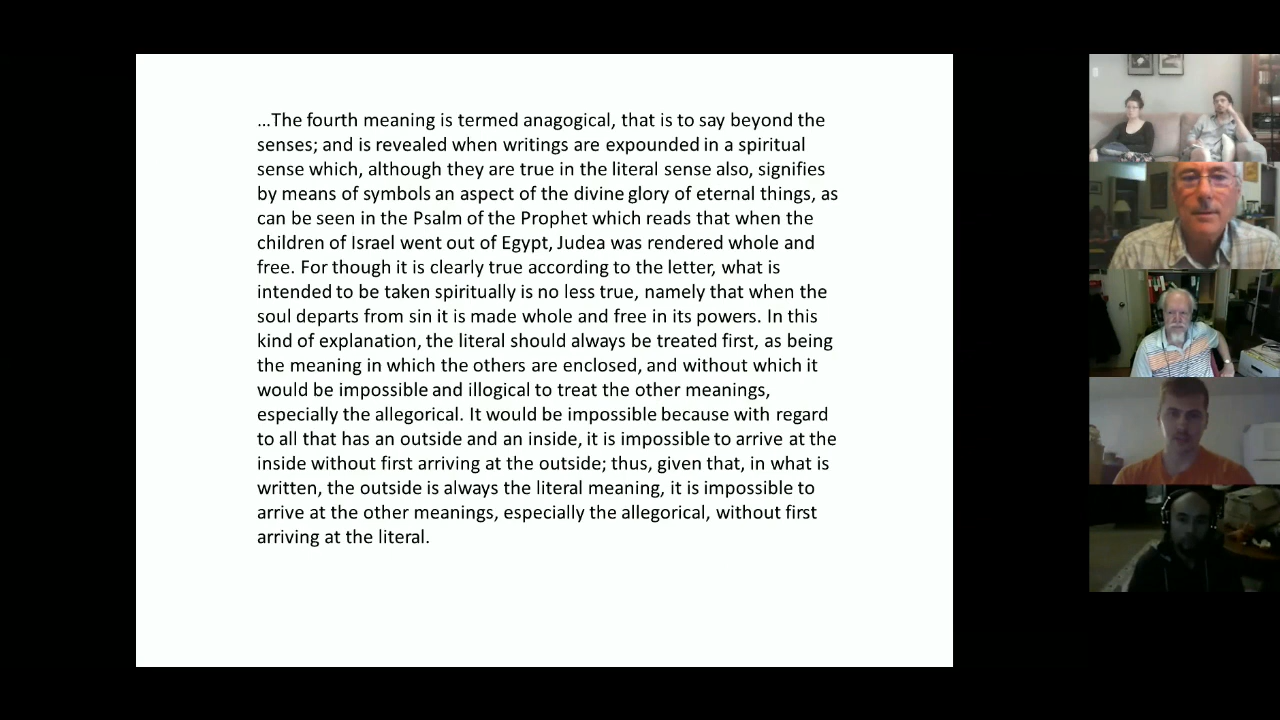 ...The fourth meaning is termed anagogical, that is to say beyond the
senses; and is revealed when writings are expounded in a spiritual
sense which, although they are true in the literal sense also, signifies
by means of symbols an aspect of the divine glory of eternal things, as
can be seen in the Psalm of the Prophet which reads that when the
children of Israel went out of Egypt, Judea was rendered whole and
free. For though it is clearly true according to the letter, what is
intended to be taken spiritually is no less true, namely that when the
soul departs from sin it is made whole and free in its powers. In this
kind of explanation, the literal should always be treated first, as being
the meaning in which the others are enclosed, and without which it
would be impossible and illogical to treat the other meanings,
especially the allegorical. It would be impossible because with regard
to all that has an outside and an inside, it is impossible to arrive at the
inside without first arriving at the outside; thus, given that, in what is
written, the outside is always the literal meaning, it is impossible to
arrive at the other meanings, especially the allegorical, without first
arriving at the literal.